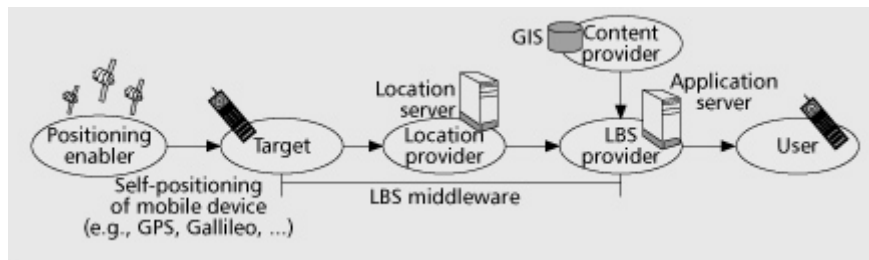 GIS
Content
provider
Location
server
Application
server
Positioning
enabler
Target
Location
provider
LBS
provider
User
Self-positioning
of mobile device
(e.g., GPS, Gallileo, ...)
LBS middleware